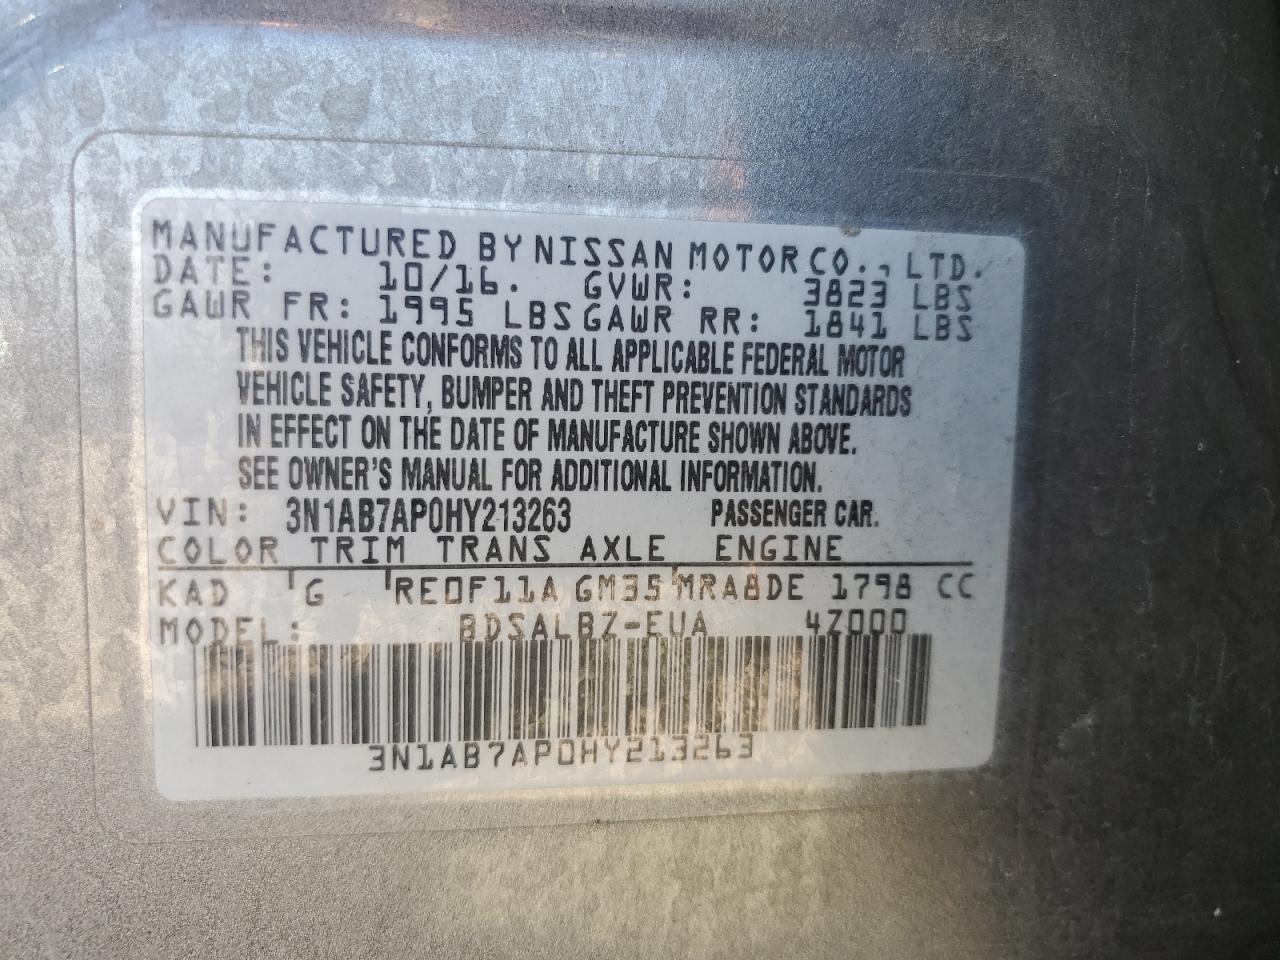 MANUFACTURED BY NISSAN MOTOR CO., LTD.
DATE: 10/16. GVWR: 3823 LBS
GAWR FR: 1995 LBS GAWR RR: 1841 LBS
THIS VEHICLE CONFORMS TO ALL APPLICABLE FEDERAL MOTOR
VEHICLE SAFETY, BUMPER AND THEFT PREVENTION STANDARDS
IN EFFECT ON THE DATE OF MANUFACTURE SHOWN ABOVE.
SEE OWNER'S MANUAL FOR ADDITIONAL INFORMATION.
VIN: 3N1AB7AP0HY213263 PASSENGER CAR.
COLOR TRIM TRANS AXLE ENGINE
KAD G RE0F11A GM35 MRA8DE 1798 CC
MODEL: BDSALBZ-EUA 4Z000
3N1AB7AP0HY213263